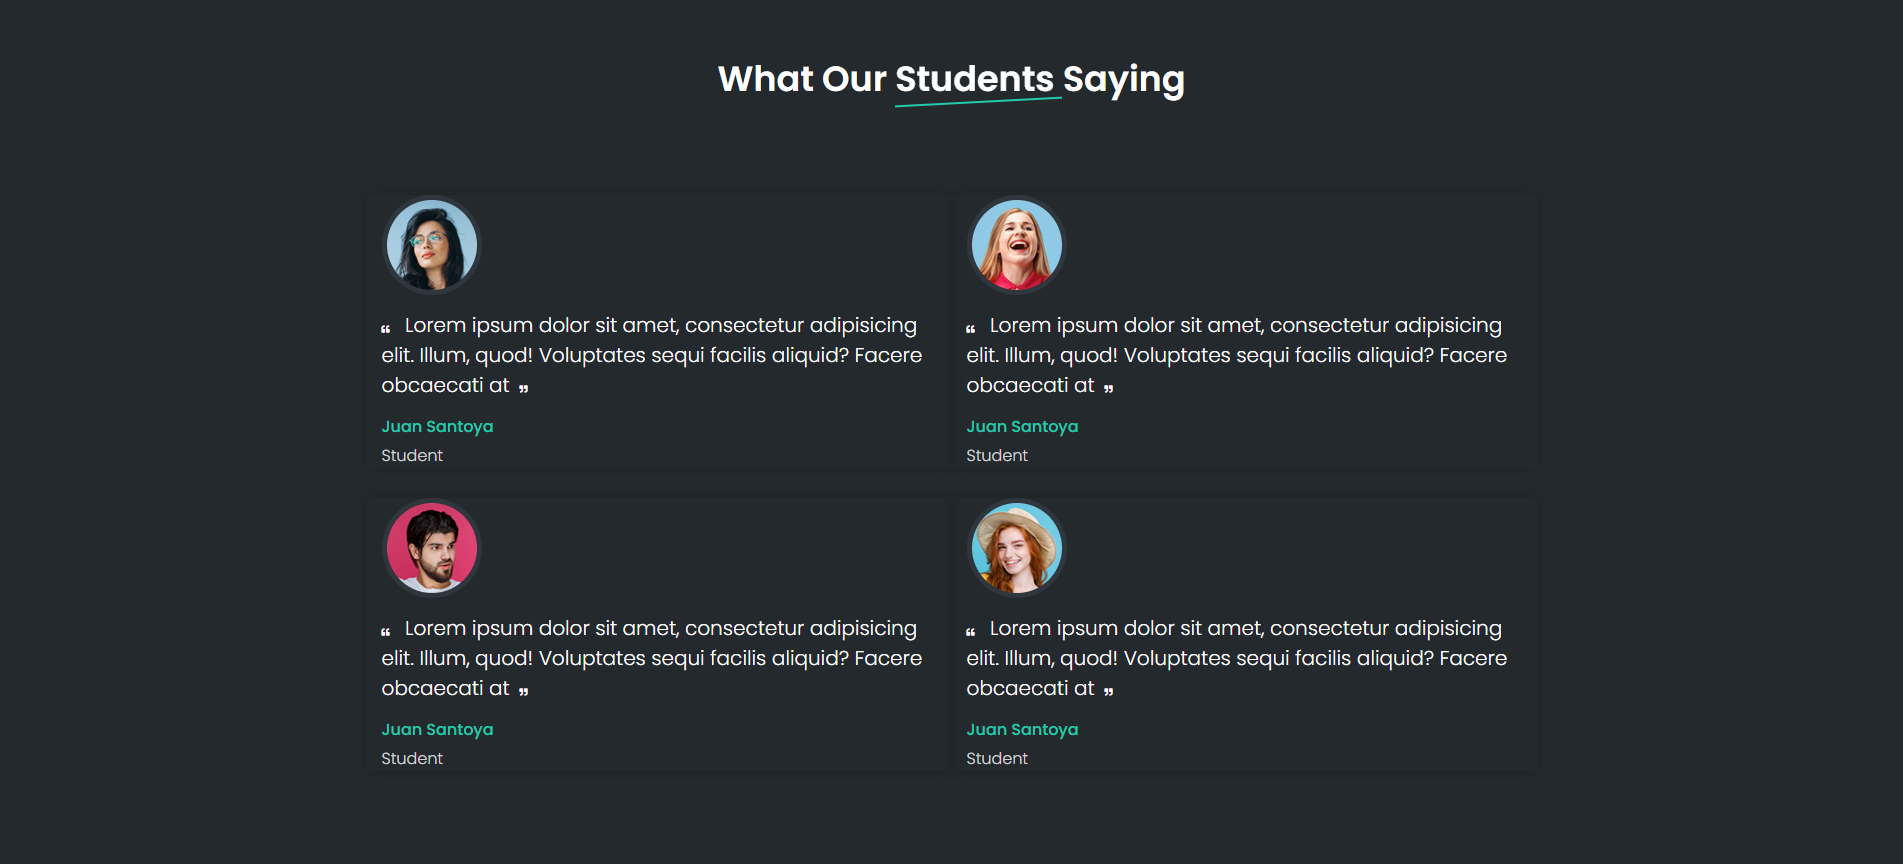 What Our Students Saying
❝ Lorem ipsum dolor sit amet, consectetur adipisicing
elit. Illum, quod! Voluptates sequi facilis aliquid? Facere
obcaecati at ❞
Juan Santoya
Student
❝ Lorem ipsum dolor sit amet, consectetur adipisicing
elit. Illum, quod! Voluptates sequi facilis aliquid? Facere
obcaecati at ❞
Juan Santoya
Student
❝ Lorem ipsum dolor sit amet, consectetur adipisicing
elit. Illum, quod! Voluptates sequi facilis aliquid? Facere
obcaecati at ❞
Juan Santoya
Student
❝ Lorem ipsum dolor sit amet, consectetur adipisicing
elit. Illum, quod! Voluptates sequi facilis aliquid? Facere
obcaecati at ❞
Juan Santoya
Student